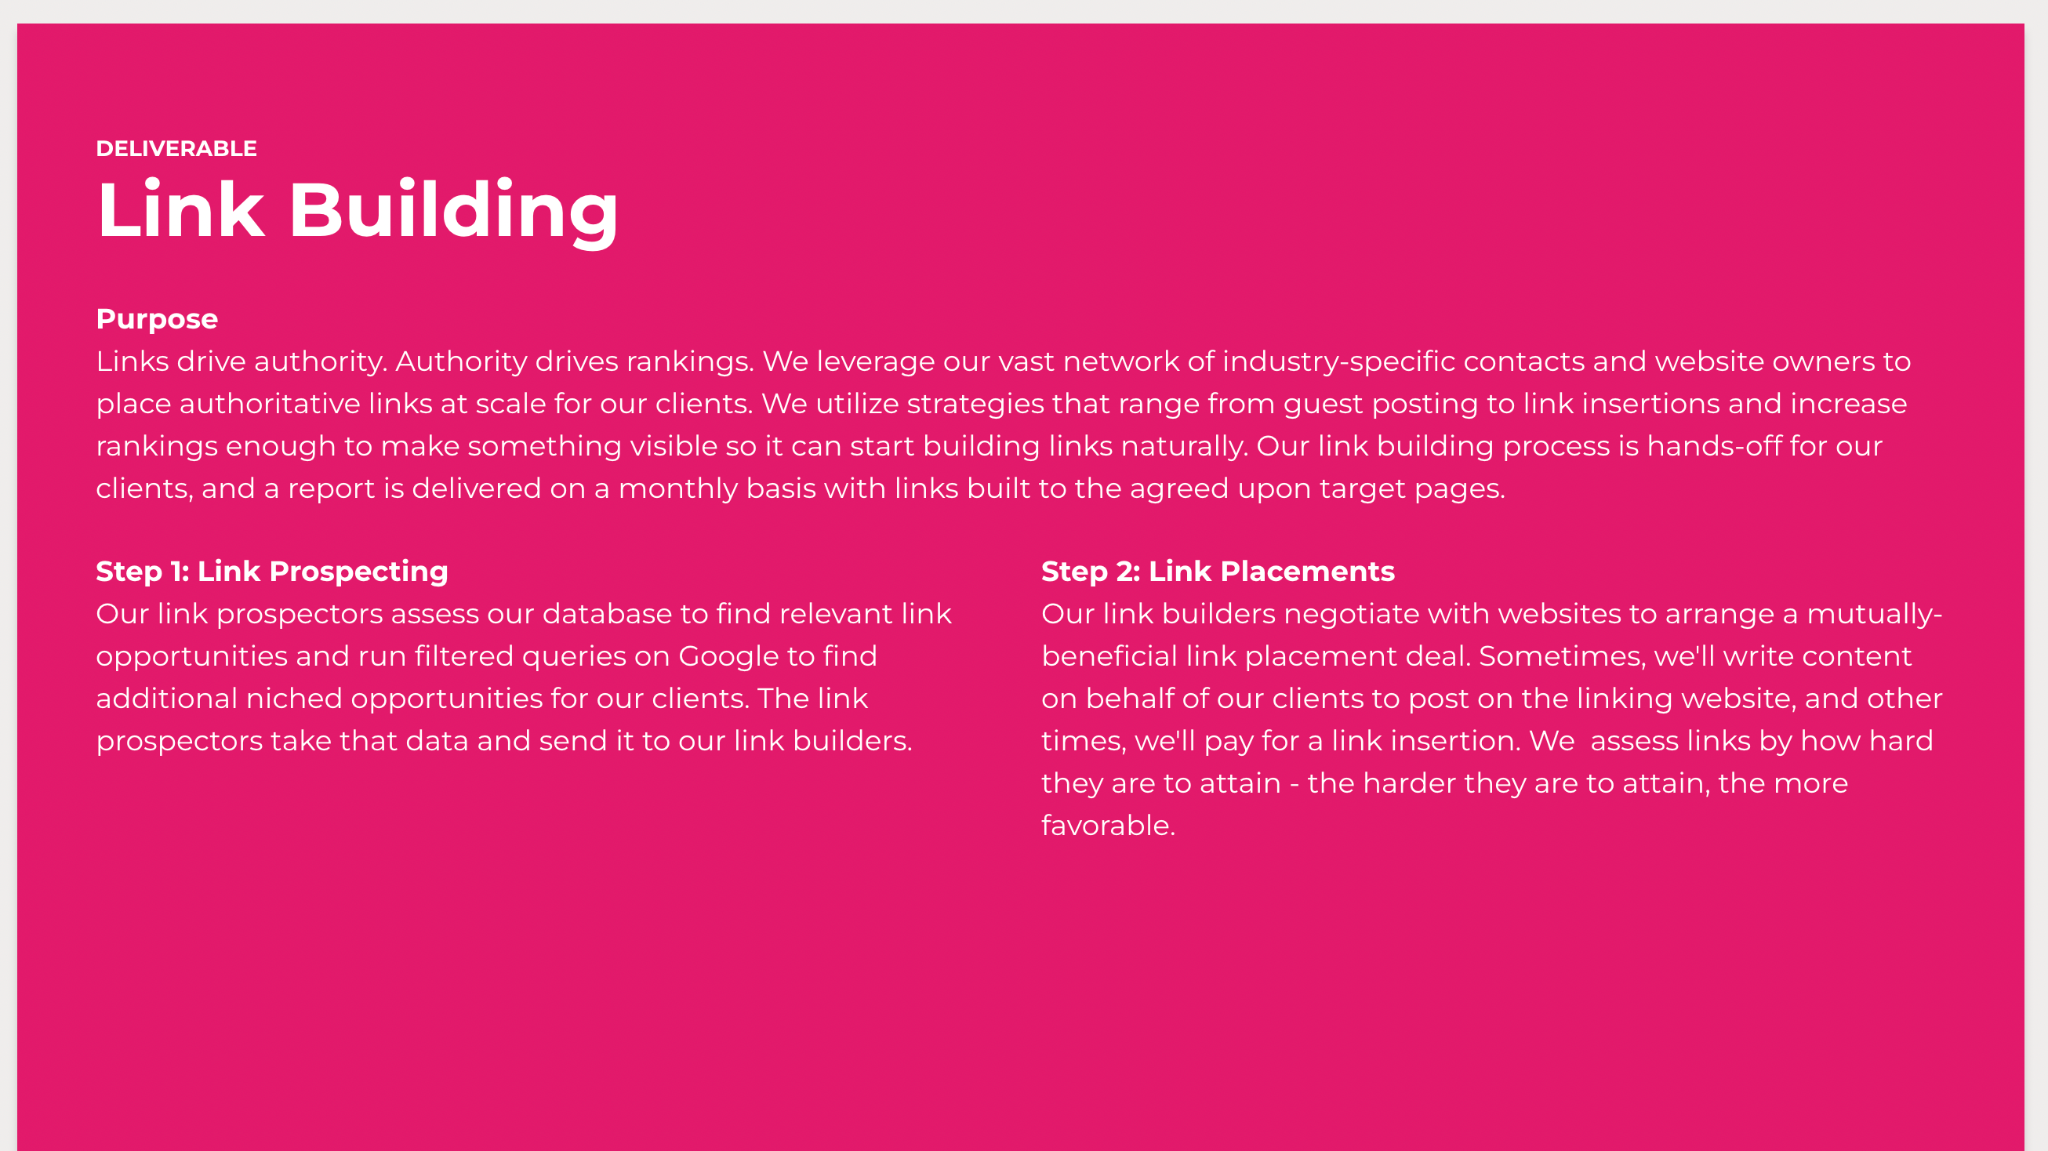 DELIVERABLE
Link Building
Purpose
Links drive authority. Authority drives rankings. We leverage our vast network of industry-specific contacts and website owners to
place authoritative links at scale for our clients. We utilize strategies that range from guest posting to link insertions and increase
rankings enough to make something visible so it can start building links naturally. Our link building process is hands-off for our
clients, and a report is delivered on a monthly basis with links built to the agreed upon target pages.
Step 1: Link Prospecting
Our link prospectors assess our database to find relevant link
opportunities and run filtered queries on Google to find
additional niched opportunities for our clients. The link
prospectors take that data and send it to our link builders.
Step 2: Link Placements
Our link builders negotiate with websites to arrange a mutually-
beneficial link placement deal. Sometimes, we'll write content
on behalf of our clients to post on the linking website, and other
times, we'll pay for a link insertion. We  assess links by how hard
they are to attain - the harder they are to attain, the more
favorable.